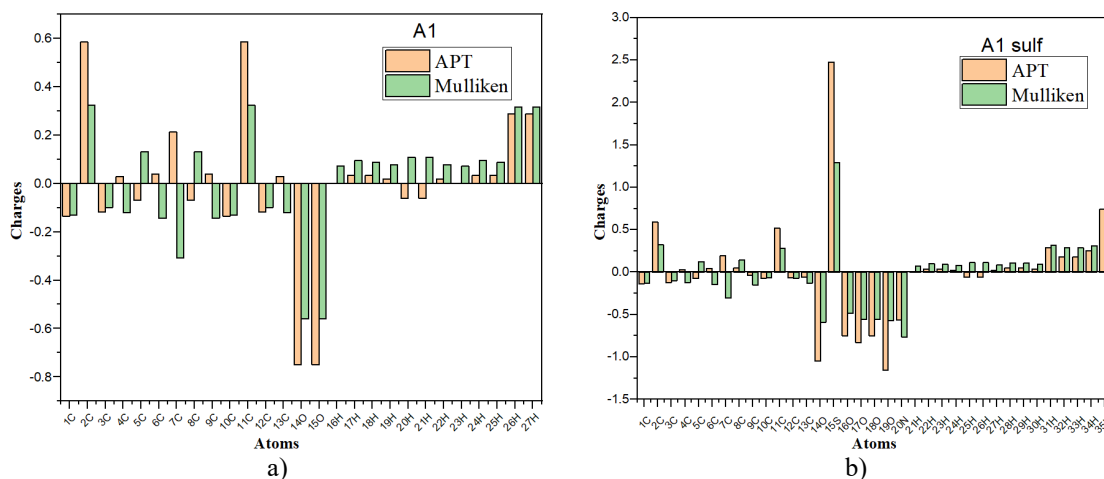 A1
APT
Mulliken
0.6
0.4
0.2
0.0
-0.2
-0.4
-0.6
-0.8
Charges
1C 2C 3C 4C 5C 6C 7C 8C 9C 10C 11C 12C 13C 14O 15O 16H 17H 18H 19H 20H 21H 22H 23H 24H 25H 26H 27H
Atoms
a)
A1 sulf
APT
Mulliken
3.0
2.5
2.0
1.5
1.0
0.5
0.0
-0.5
-1.0
-1.5
Charges
1C 2C 3C 4C 5C 6C 7C 8C 9C 10C 11C 12C 13C 14O 15S 16O 17O 18O 19O 20N 21H 22H 23H 24H 25H 26H 27H 28H 29H 30H 31H 32H 33H 34H
Atoms
b)